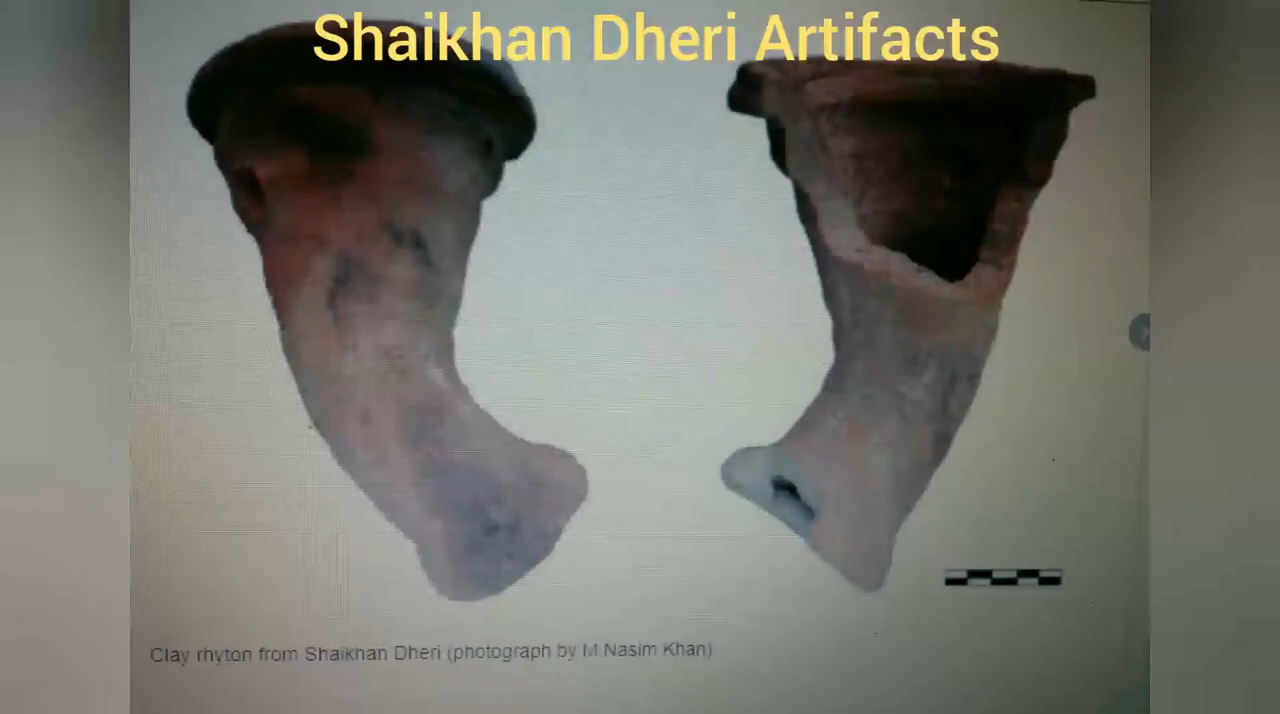 Shaikhan Dheri Artifacts
Clay rhyton from Shaikhan Dheri (photograph by M Nasim Khan)